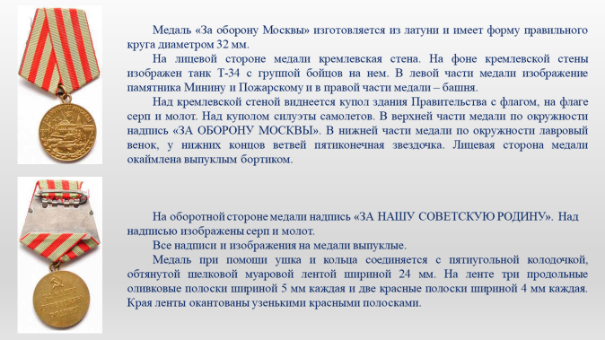 Медаль «За оборону Москвы» изготовляется из латуни и имеет форму правильного
круга диаметром 32 мм.
На лицевой стороне медали кремлевская стена. На фоне кремлевской стены
изображен танк Т-34 с группой бойцов на нем. В левой части медали изображение
памятника Минину и Пожарскому и в правой части медали – башня.
Над кремлевской стеной виднеется купол здания Правительства с флагом, на флаге
серп и молот. Над куполом силуэты самолетов. В верхней части медали по окружности
надпись «ЗА ОБОРОНУ МОСКВЫ». В нижней части медали по окружности лавровый
венок, у нижних концов ветвей пятиконечная звездочка. Лицевая сторона медали
окаймлена выпуклым бортиком.
На оборотной стороне медали надпись «ЗА НАШУ СОВЕТСКУЮ РОДИНУ». Над
надписью изображены серп и молот.
Все надписи и изображения на медали выпуклые.
Медаль при помощи ушка и кольца соединяется с пятиугольной колодочкой,
обтянутой шелковой муаровой лентой шириной 24 мм. На ленте три продольные
оливковые полоски шириной 5 мм каждая и две красные полоски шириной 4 мм каждая.
Края ленты окантованы узенькими красными полосками.